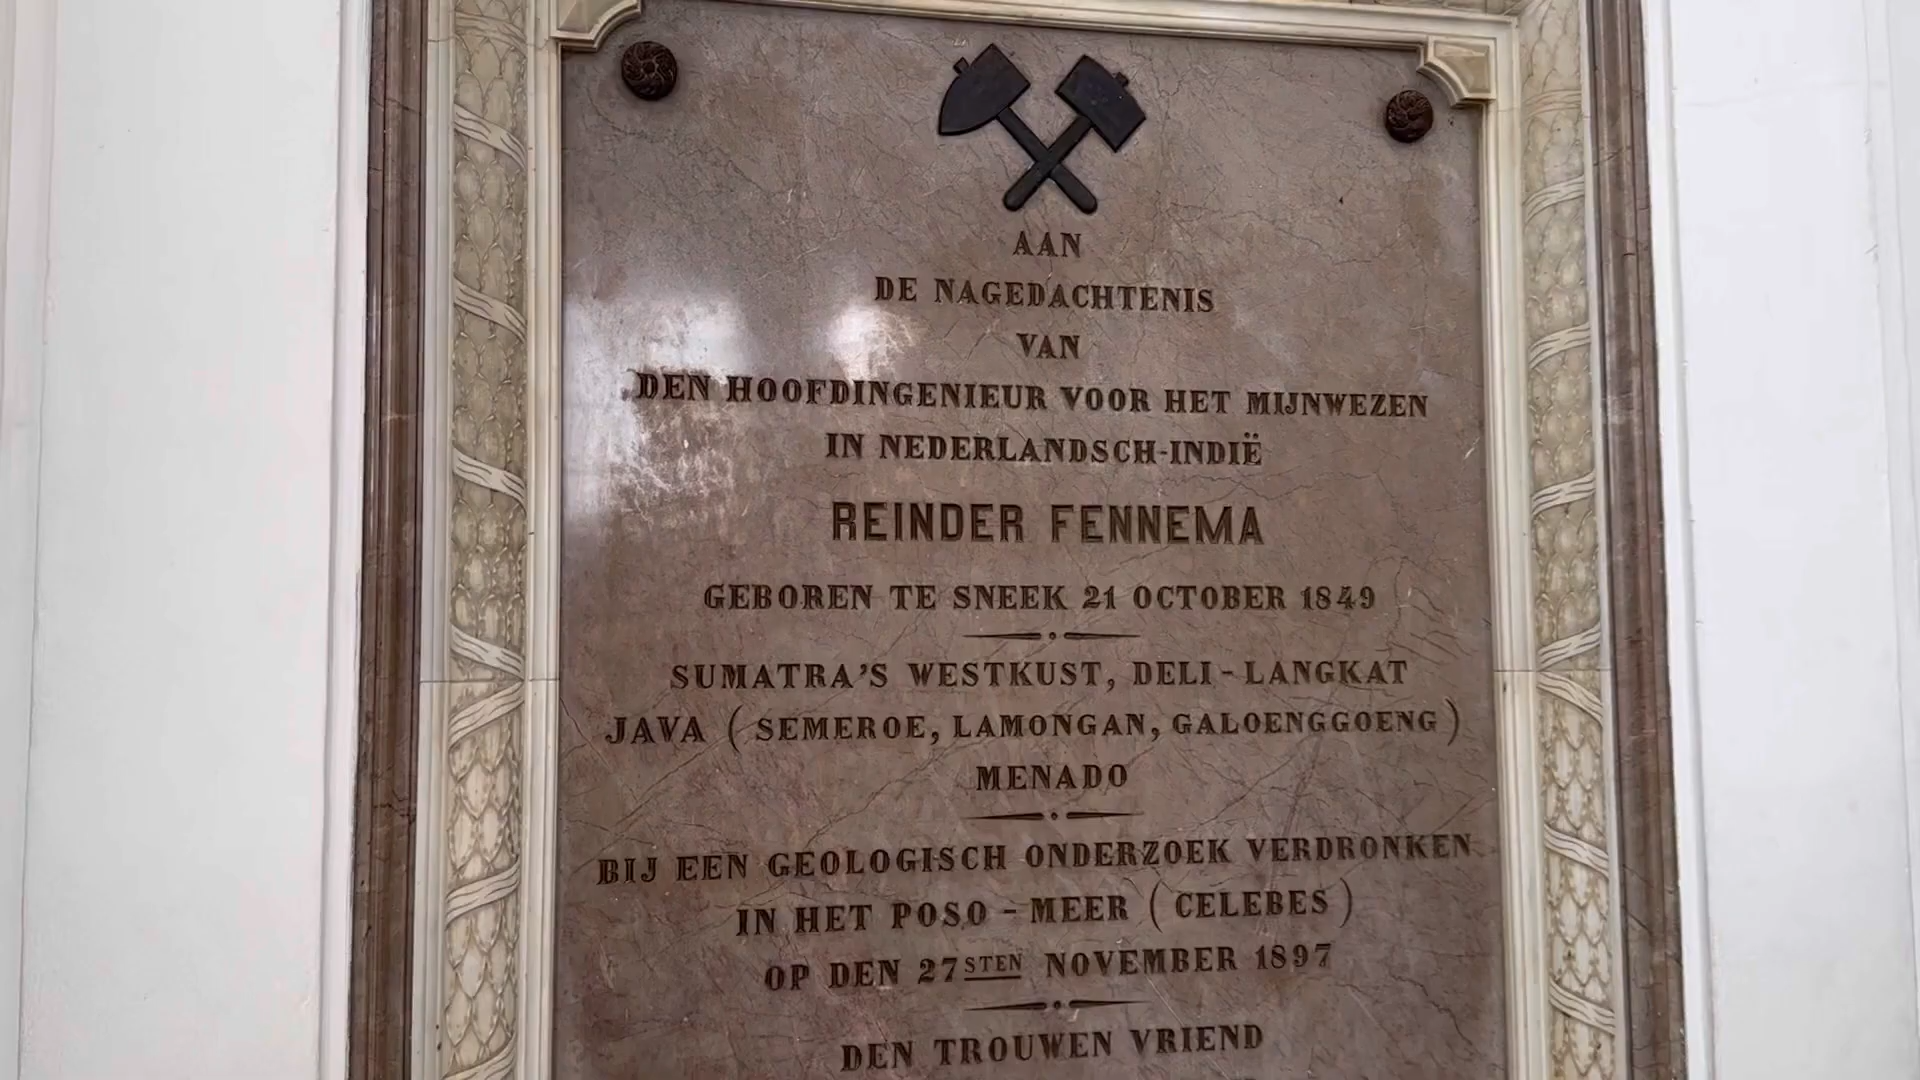 AAN
DE NAGEDACHTENIS
VAN
DEN HOOFDINGENIEUR VOOR HET MIJNWEZEN
IN NEDERLANDSCH-INDIË
REINDER FENNEMA
GEBOREN TE SNEEK 21 OCTOBER 1849
SUMATRA'S WESTKUST, DELI - LANGKAT
JAVA ( SEMEROE, LAMONGAN, GALOENGGOENG )
MENADO
BIJ EEN GEOLOGISCH ONDERZOEK VERDRONKEN
IN HET POSO - MEER ( CELEBES )
OP DEN 27STEN NOVEMBER 1897
DEN TROUWEN VRIEND